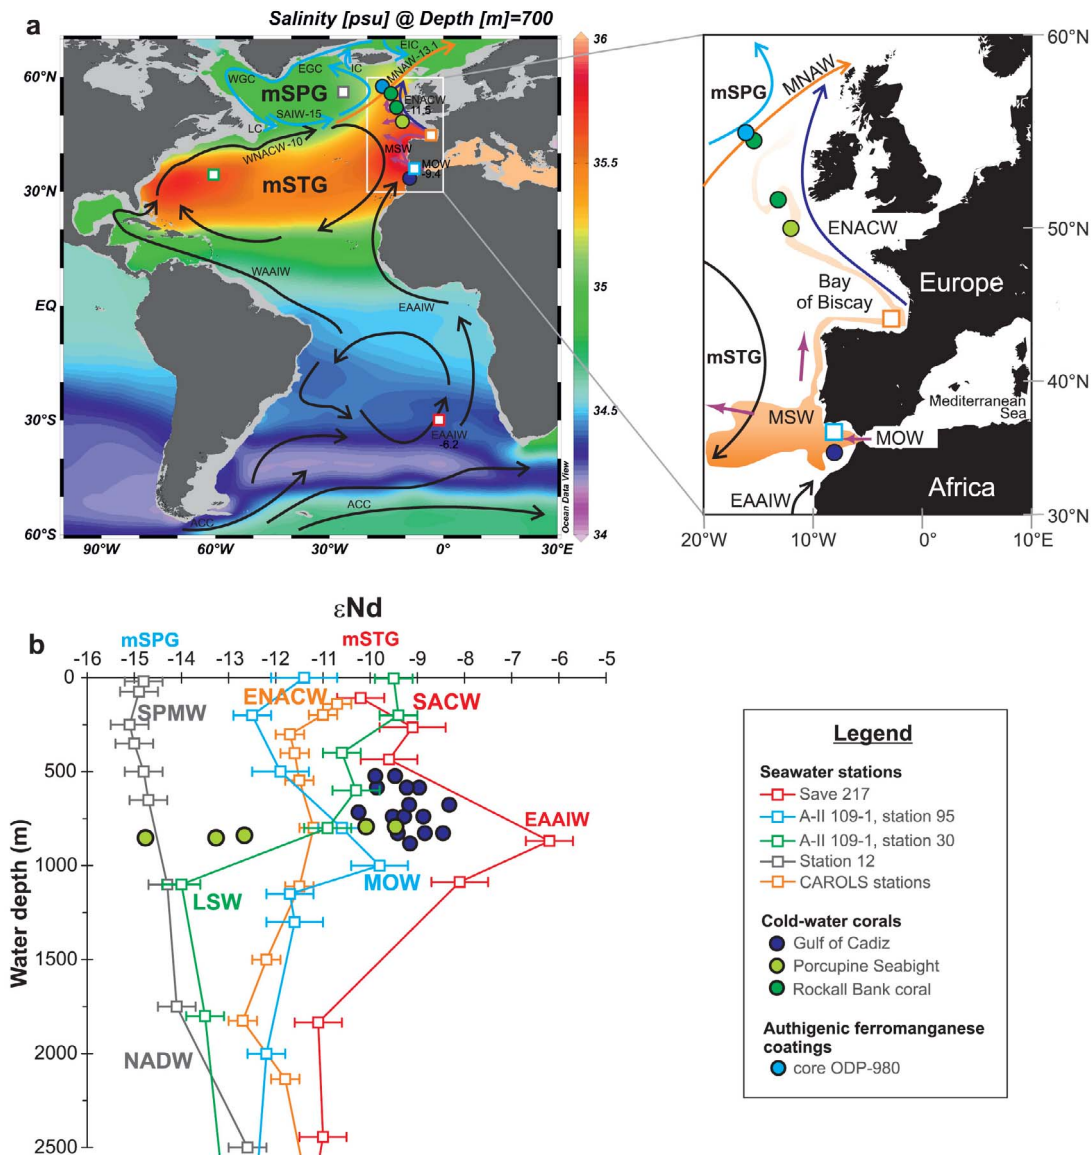 Salinity [psu] @ Depth [m]=700
a
60°N
30°N
EQ
30°S
60°S
90°W
60°W
30°W
0°
30°E
36
35.5
35
34.5
34
Ocean Data View
EIC
MNAW-13.1
IC
EGC
WGC
mSPG
SAIW-15
LC
ENACW
-11.5
WNACW-10
MSW
MOW
-9.4
mSTG
WAAIW
EAAIW
EAAIW
-6.2
ACC
ACC
60°N
50°N
40°N
30°N
20°W
10°W
0°
10°E
mSPG
MNAW
ENACW
Bay
of Biscay
Europe
mSTG
Mediterranean
Sea
MSW
MOW
EAAIW
Africa
εNd
b
mSPG
mSTG
-16 -15 -14 -13 -12 -11 -10 -9 -8 -7 -6 -5
0
500
1000
1500
2000
2500
Water depth (m)
SPMW
ENACW
SACW
EAAIW
MOW
LSW
NADW
Legend
Seawater stations
Save 217
A-II 109-1, station 95
A-II 109-1, station 30
Station 12
CAROLS stations
Cold-water corals
Gulf of Cadiz
Porcupine Seabight
Rockall Bank coral
Authigenic ferromanganese
coatings
core ODP-980